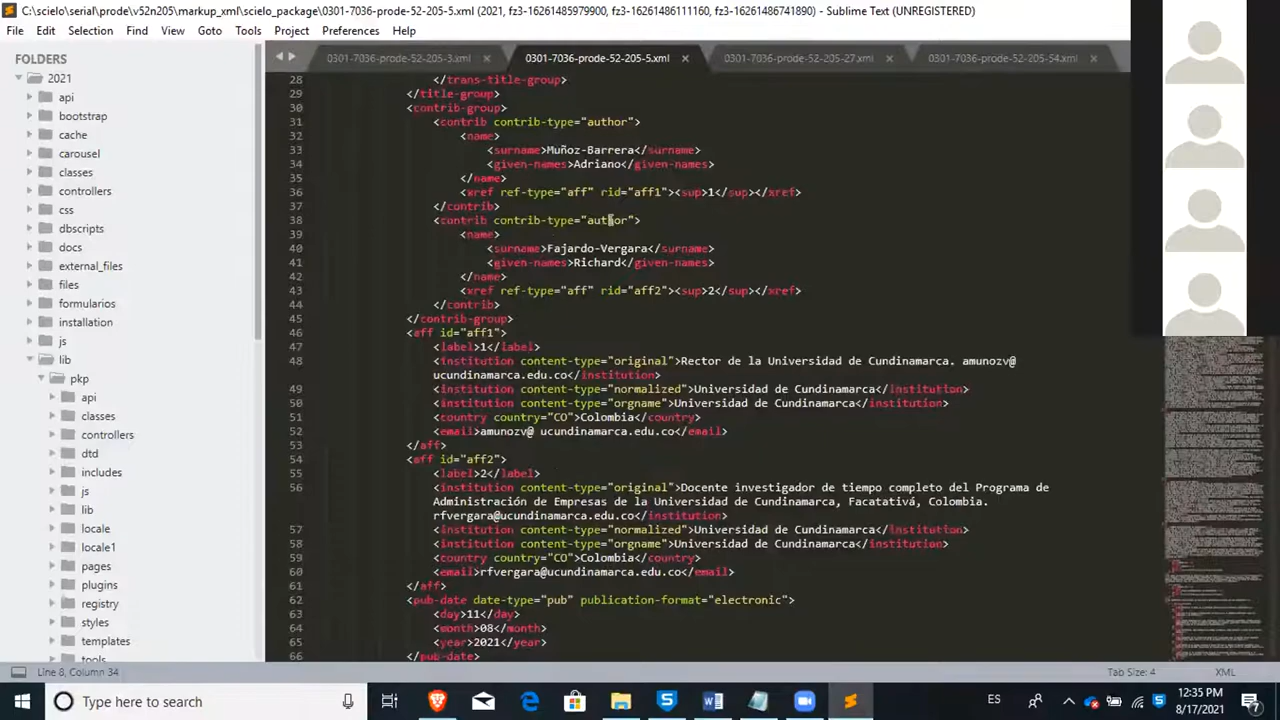 C:\scielo\serial\prode\v52n205\markup_xml\scielo_package\0301-7036-prode-52-205-5.xml (2021, fz3-16261485979900, fz3-16261486111167, fz3-16261486741890) - Sublime Text (UNREGISTERED)
File Edit Selection Find View Goto Tools Project Preferences Help
FOLDERS
2021
api
bootstrap
cache
carousel
classes
controllers
css
dbscripts
docs
external_files
files
formularios
installation
js
lib
pkp
api
classes
controllers
dtd
includes
js
lib
locale
locale1
pages
plugins
registry
styles
templates
tools
0301-7036-prode-52-205-3.xml × 0301-7036-prode-52-205-5.xml × 0301-7036-prode-52-205-27.xml × 0301-7036-prode-52-205-54.xml ×
28 </trans-title-group>
29 </title-group>
30 <contrib-group>
31 <contrib contrib-type="author">
32 <name>
33 <surname>Muñoz-Barrera</surname>
34 <given-names>Adriano</given-names>
35 </name>
36 <xref ref-type="aff" rid="aff1"><sup>1</sup></xref>
37 </contrib>
38 <contrib contrib-type="author">
39 <name>
40 <surname>Fajardo-Vergara</surname>
41 <given-names>Richard</given-names>
42 </name>
43 <xref ref-type="aff" rid="aff2"><sup>2</sup></xref>
44 </contrib>
45 </contrib-group>
46 <aff id="aff1">
47 <label>1</label>
48 <institution content-type="original">Rector de la Universidad de Cundinamarca. amunozv@
ucundinamarca.edu.co</institution>
49 <institution content-type="normalized">Universidad de Cundinamarca</institution>
50 <institution content-type="orgname">Universidad de Cundinamarca</institution>
51 <country country="CO">Colombia</country>
52 <email>amunozv@ ucundinamarca.edu.co</email>
53 </aff>
54 <aff id="aff2">
55 <label>2</label>
56 <institution content-type="original">Docente investigador de tiempo completo del Programa de
Administración de Empresas de la Universidad de Cundinamarca, Facatativá, Colombia.
rfvergara@ucundinamarca.edu.co</institution>
57 <institution content-type="normalized">Universidad de Cundinamarca</institution>
58 <institution content-type="orgname">Universidad de Cundinamarca</institution>
59 <country country="CO">Colombia</country>
60 <email>rfvergara@ucundinamarca.edu.co</email>
61 </aff>
62 <pub-date date-type="pub" publication-format="electronic">
63 <day>11</day>
64 <month>08</month>
65 <year>2021</year>
66 </pub-date>
Line 8, Column 34 Tab Size: 4 XML
Type here to search
ES
12:35 PM
8/17/2021
7